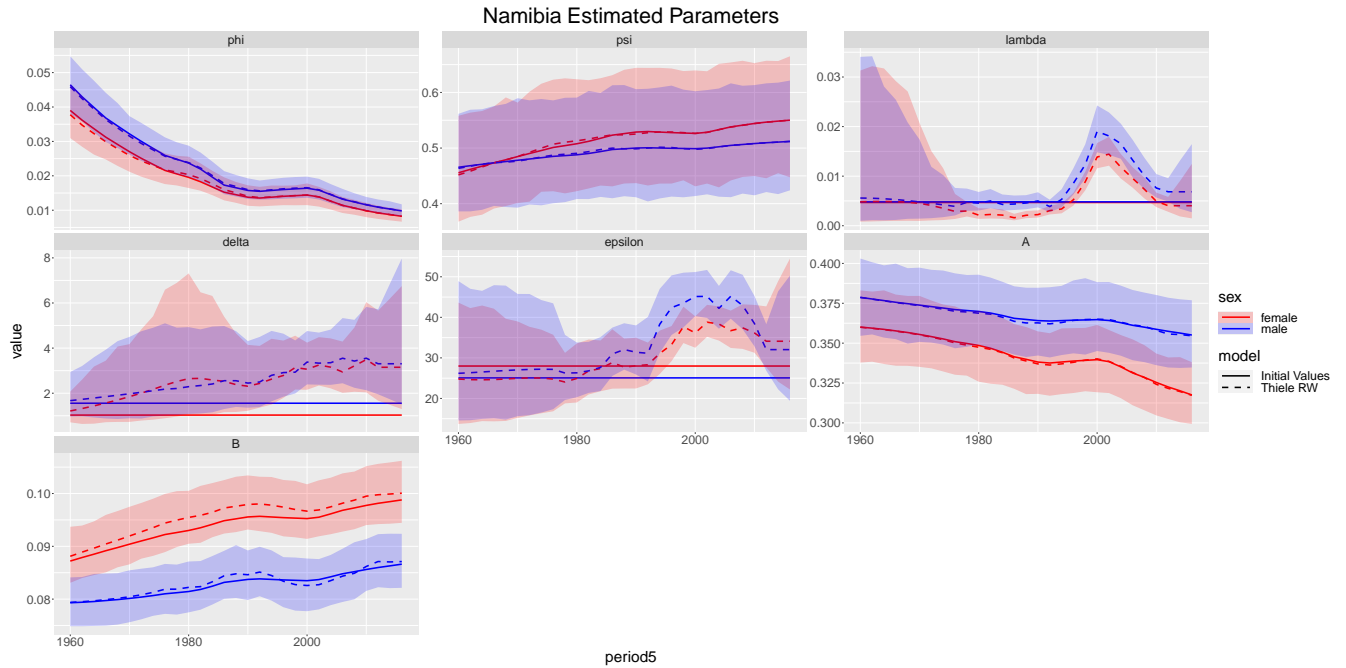 Namibia Estimated Parameters
phi
psi
lambda
0.05
0.04
0.03
0.02
0.01
0.6
0.5
0.4
0.03
0.02
0.01
0.00
delta
epsilon
A
8
6
4
2
50
40
30
20
0.400
0.375
0.350
0.325
0.300
1960
1980
2000
1960
1980
2000
B
0.10
0.09
0.08
1960
1980
2000
value
period5
sex
female
male
model
Initial Values
Thiele RW